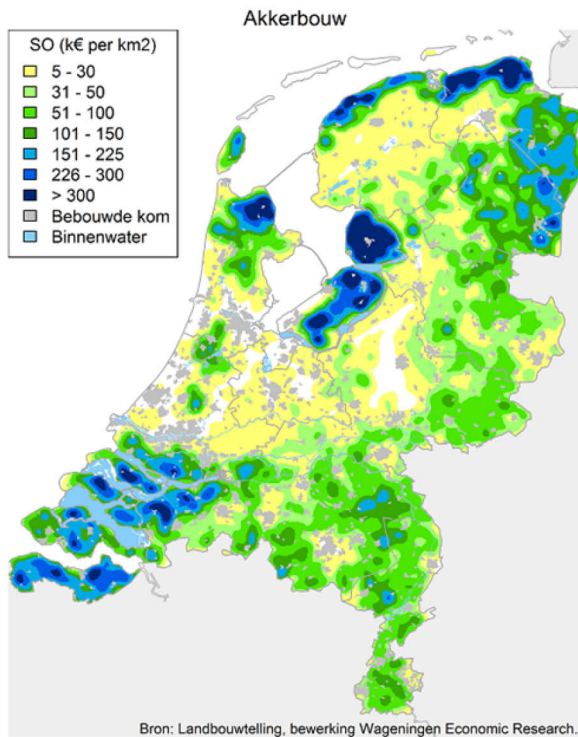 Akkerbouw
SO (k€ per km2)
5 - 30
31 - 50
51 - 100
101 - 150
151 - 225
226 - 300
> 300
Bebouwde kom
Binnenwater
Bron: Landbouwtelling, bewerking Wageningen Economic Research.